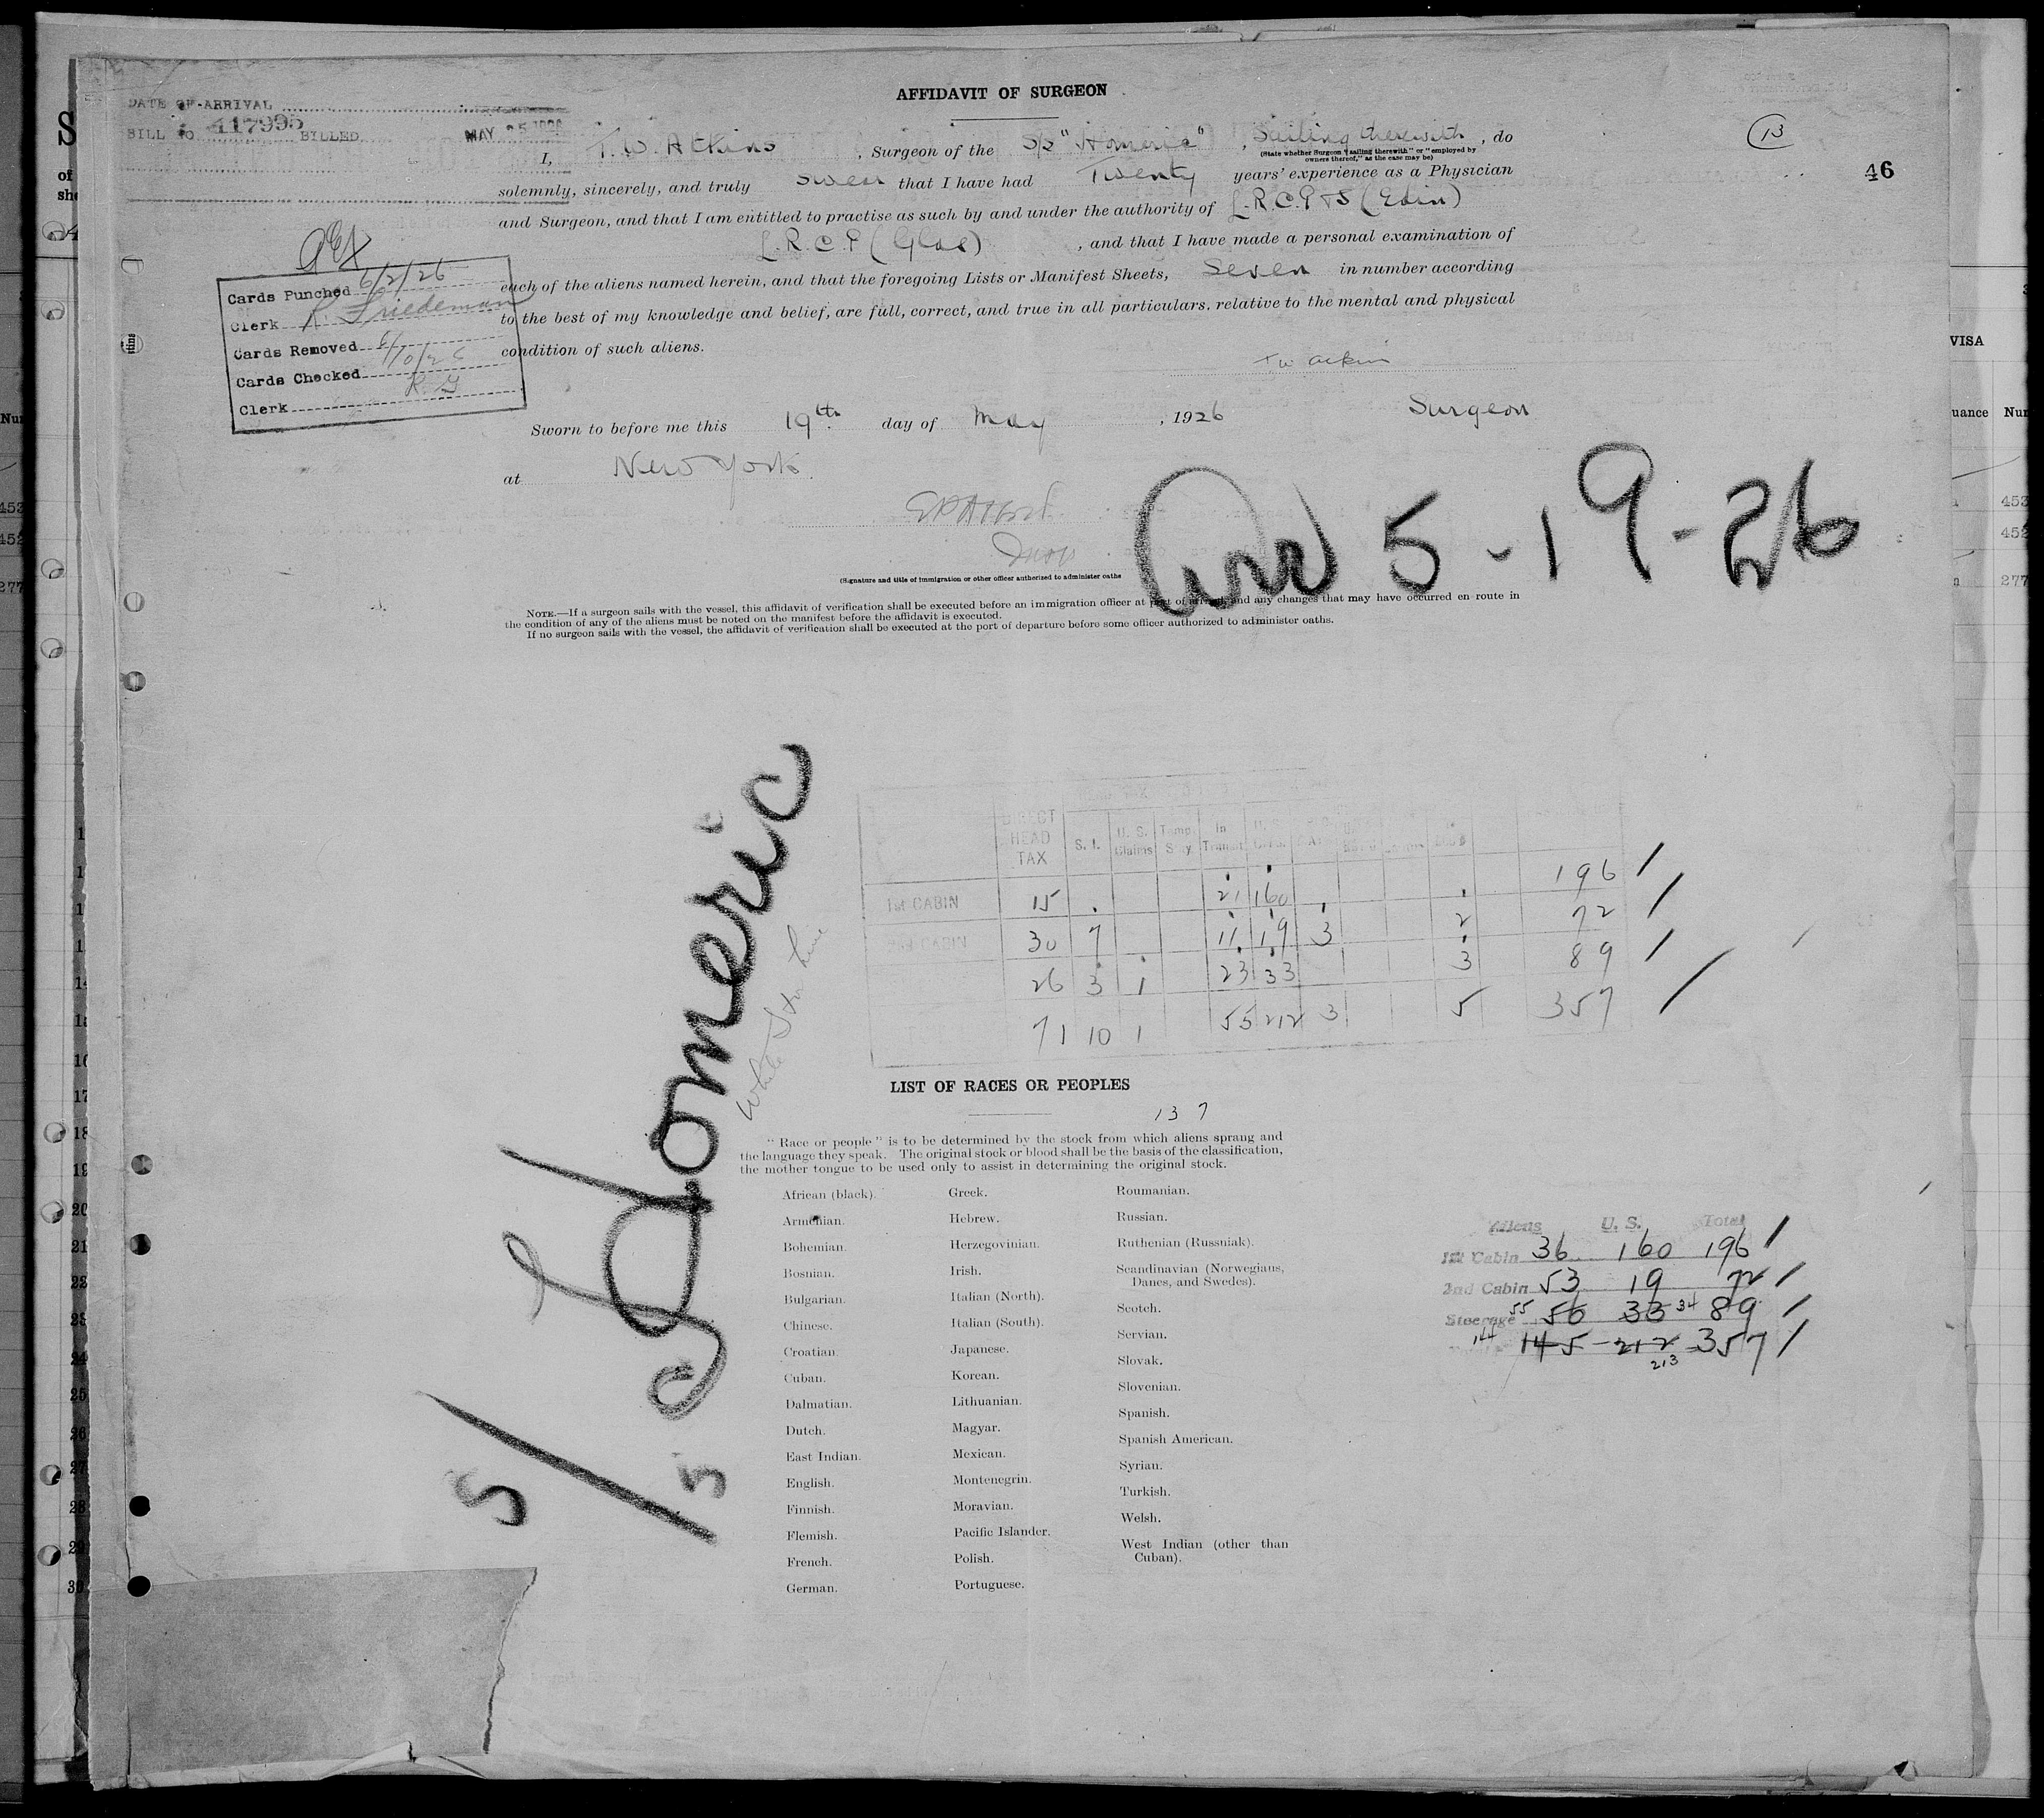 AFFIDAVIT OF SURGEON
DATE OF ARRIVAL
BILL NO. 117995 BILLED MAY 25 1926
13
46
I, T. W. Atkins, Surgeon of the S/S "Homeric", Sailing therewith, do
(State whether Surgeon "sailing therewith" or "employed by
owners thereof," as the case may be)
solemnly, sincerely, and truly swear that I have had Twenty years' experience as a Physician
and Surgeon, and that I am entitled to practise as such by and under the authority of L.R.C.P & S (Edin)
L.R.C.P (Glas), and that I have made a personal examination of
each of the aliens named herein, and that the foregoing Lists or Manifest Sheets, Seven in number according
to the best of my knowledge and belief, are full, correct, and true in all particulars, relative to the mental and physical
condition of such aliens.
Cards Punched 6/2/26
Clerk R. Friedeman
Cards Removed
Cards Checked 6/10/26
Clerk R. G
TW Atkins
Surgeon
Sworn to before me this 19th day of May, 1926
at New York
Arr 5-19-26
(Signature and title of immigration or other officer authorized to administer oaths
NOTE.—If a surgeon sails with the vessel, this affidavit of verification shall be executed before an immigration officer at port of arrival, and any changes that may have occurred en route in
the condition of any of the aliens must be noted on the manifest before the affidavit is executed.
If no surgeon sails with the vessel, the affidavit of verification shall be executed at the port of departure before some officer authorized to administer oaths.
S/S Homeric
White Star Line
DIRECT HEAD TAX S. I. U. S. Claims Temp. Stay In Transit
1st CABIN 15 21 160 196
2nd CABIN 30 7 11 19 3 2 72
26 3 1 23 33 3 89
71 10 1 55 212 3 5 357
LIST OF RACES OR PEOPLES
137
"Race or people" is to be determined by the stock from which aliens sprang and
the language they speak. The original stock or blood shall be the basis of the classification,
the mother tongue to be used only to assist in determining the original stock.
African (black).
Armenian.
Bohemian.
Bosnian.
Bulgarian.
Chinese.
Croatian.
Cuban.
Dalmatian.
Dutch.
East Indian.
English.
Finnish.
Flemish.
French.
German.
Greek.
Hebrew.
Herzegovinian.
Irish.
Italian (North).
Italian (South).
Japanese.
Korean.
Lithuanian.
Magyar.
Mexican.
Montenegrin.
Moravian.
Pacific Islander.
Polish.
Portuguese.
Roumanian.
Russian.
Ruthenian (Russniak).
Scandinavian (Norwegians,
Danes, and Swedes).
Scotch.
Servian.
Slovak.
Slovenian.
Spanish.
Spanish American.
Syrian.
Turkish.
Welsh.
West Indian (other than
Cuban).
Aliens U. S. Total
1st Cabin 36 160 196
2nd Cabin 53 19 72
Steerage 55 56 33 34 89
144 145 212 357
213
VISA